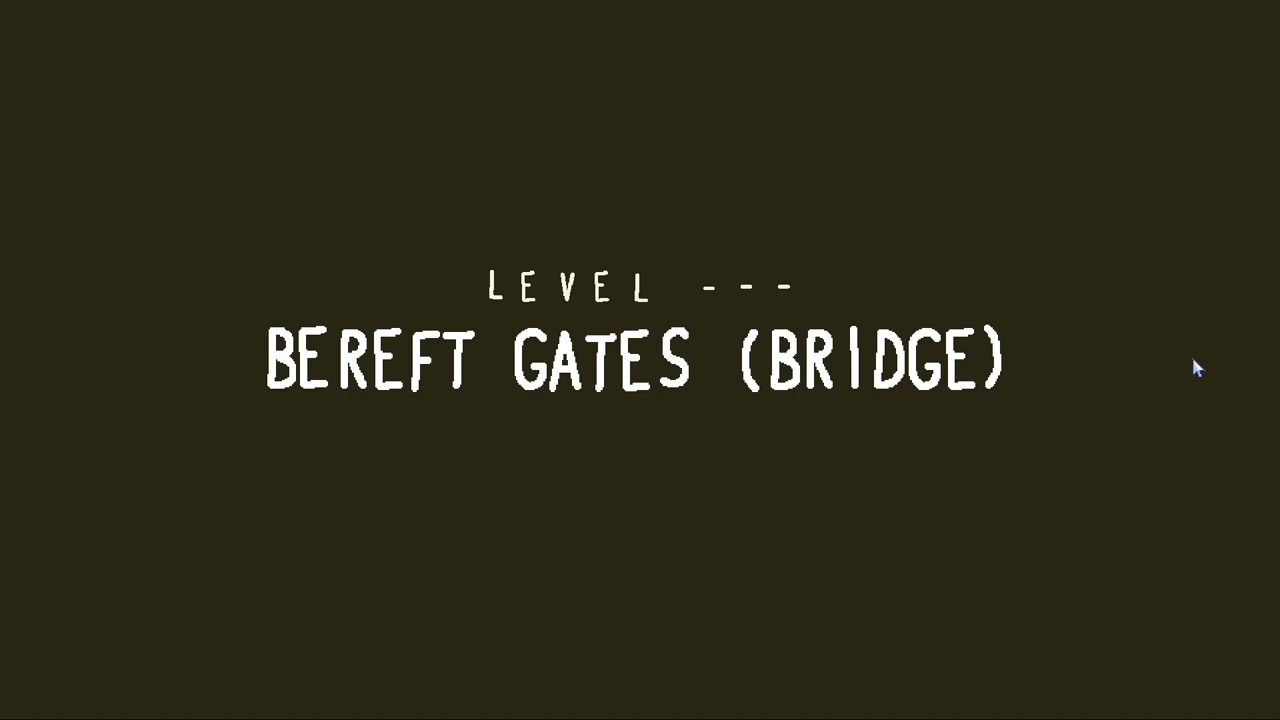 LEVEL ---
BEREFT GATES (BRIDGE)